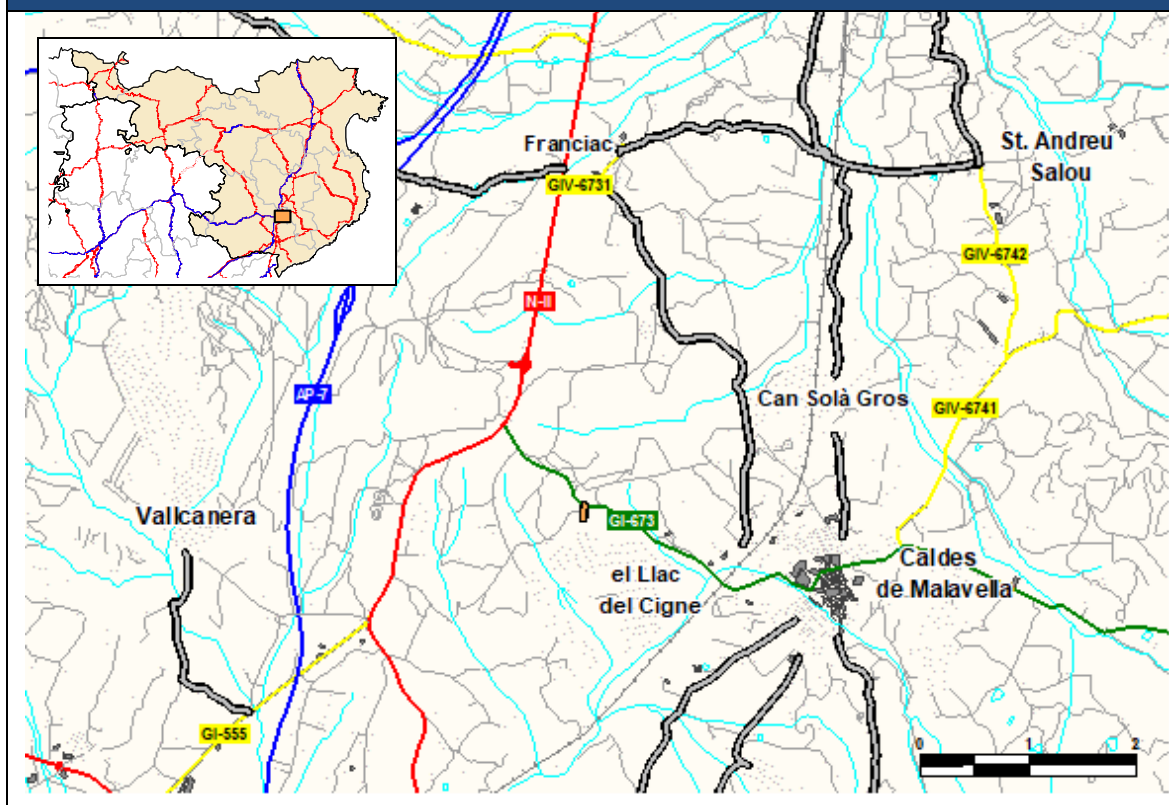 Franciac
St. Andreu
Salou
GIV-6731
GIV-6742
N-II
AP-7
Can Solà Gros
GIV-6741
Vallcanera
GI-673
el Llac
del Cigne
Caldes
de Malavella
GI-555
0 1 2